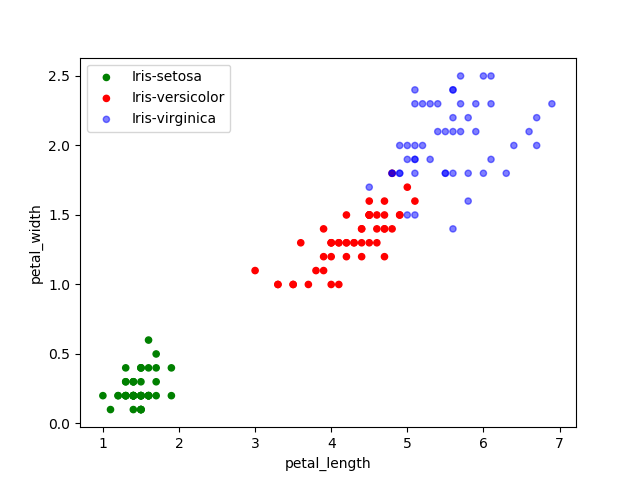 Iris-setosa
Iris-versicolor
Iris-virginica
2.5
2.0
1.5
1.0
0.5
0.0
petal_width
1 2 3 4 5 6 7
petal_length